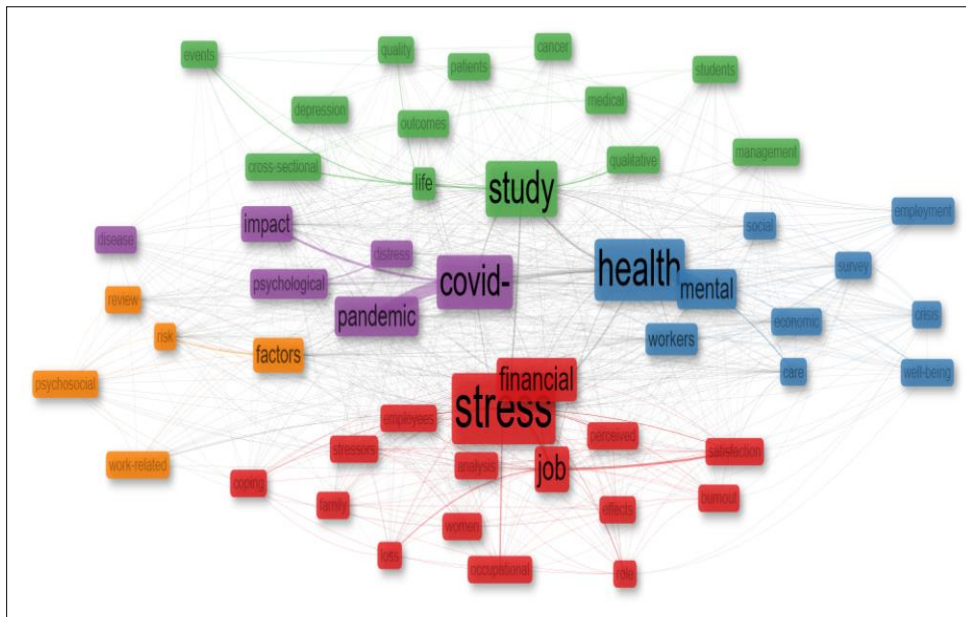 cancer
quality
events
patients
students
medical
depression
outcomes
management
qualitative
cross-sectional
life
study
employment
impact
social
disease
distress
survey
health
psychological
covid-
mental
review
pandemic
crisis
economic
risk
workers
factors
care
well-being
financial
psychosocial
stress
employees
perceived
stressors
satisfaction
work-related
analysis
job
coping
burnout
family
effects
women
loss
occupational
role